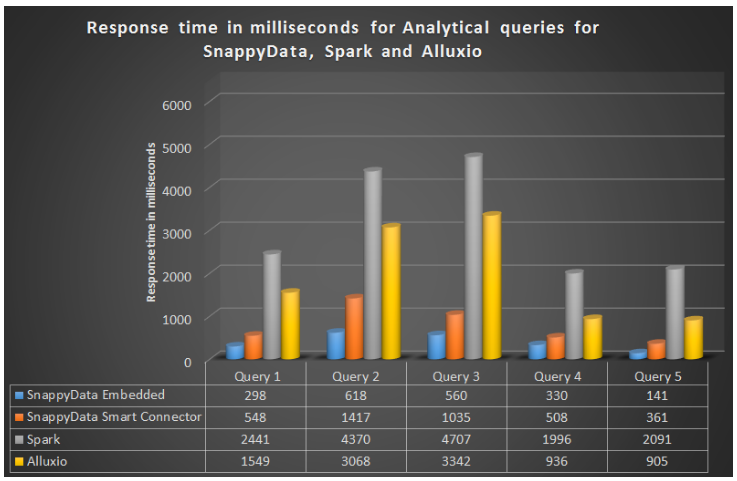 Response time in milliseconds for Analytical queries for
SnappyData, Spark and Alluxio
Response time in milliseconds
6000
5000
4000
3000
2000
1000
0
Query 1 Query 2 Query 3 Query 4 Query 5
SnappyData Embedded 298 618 560 330 141
SnappyData Smart Connector 548 1417 1035 508 361
Spark 2441 4370 4707 1996 2091
Alluxio 1549 3068 3342 936 905